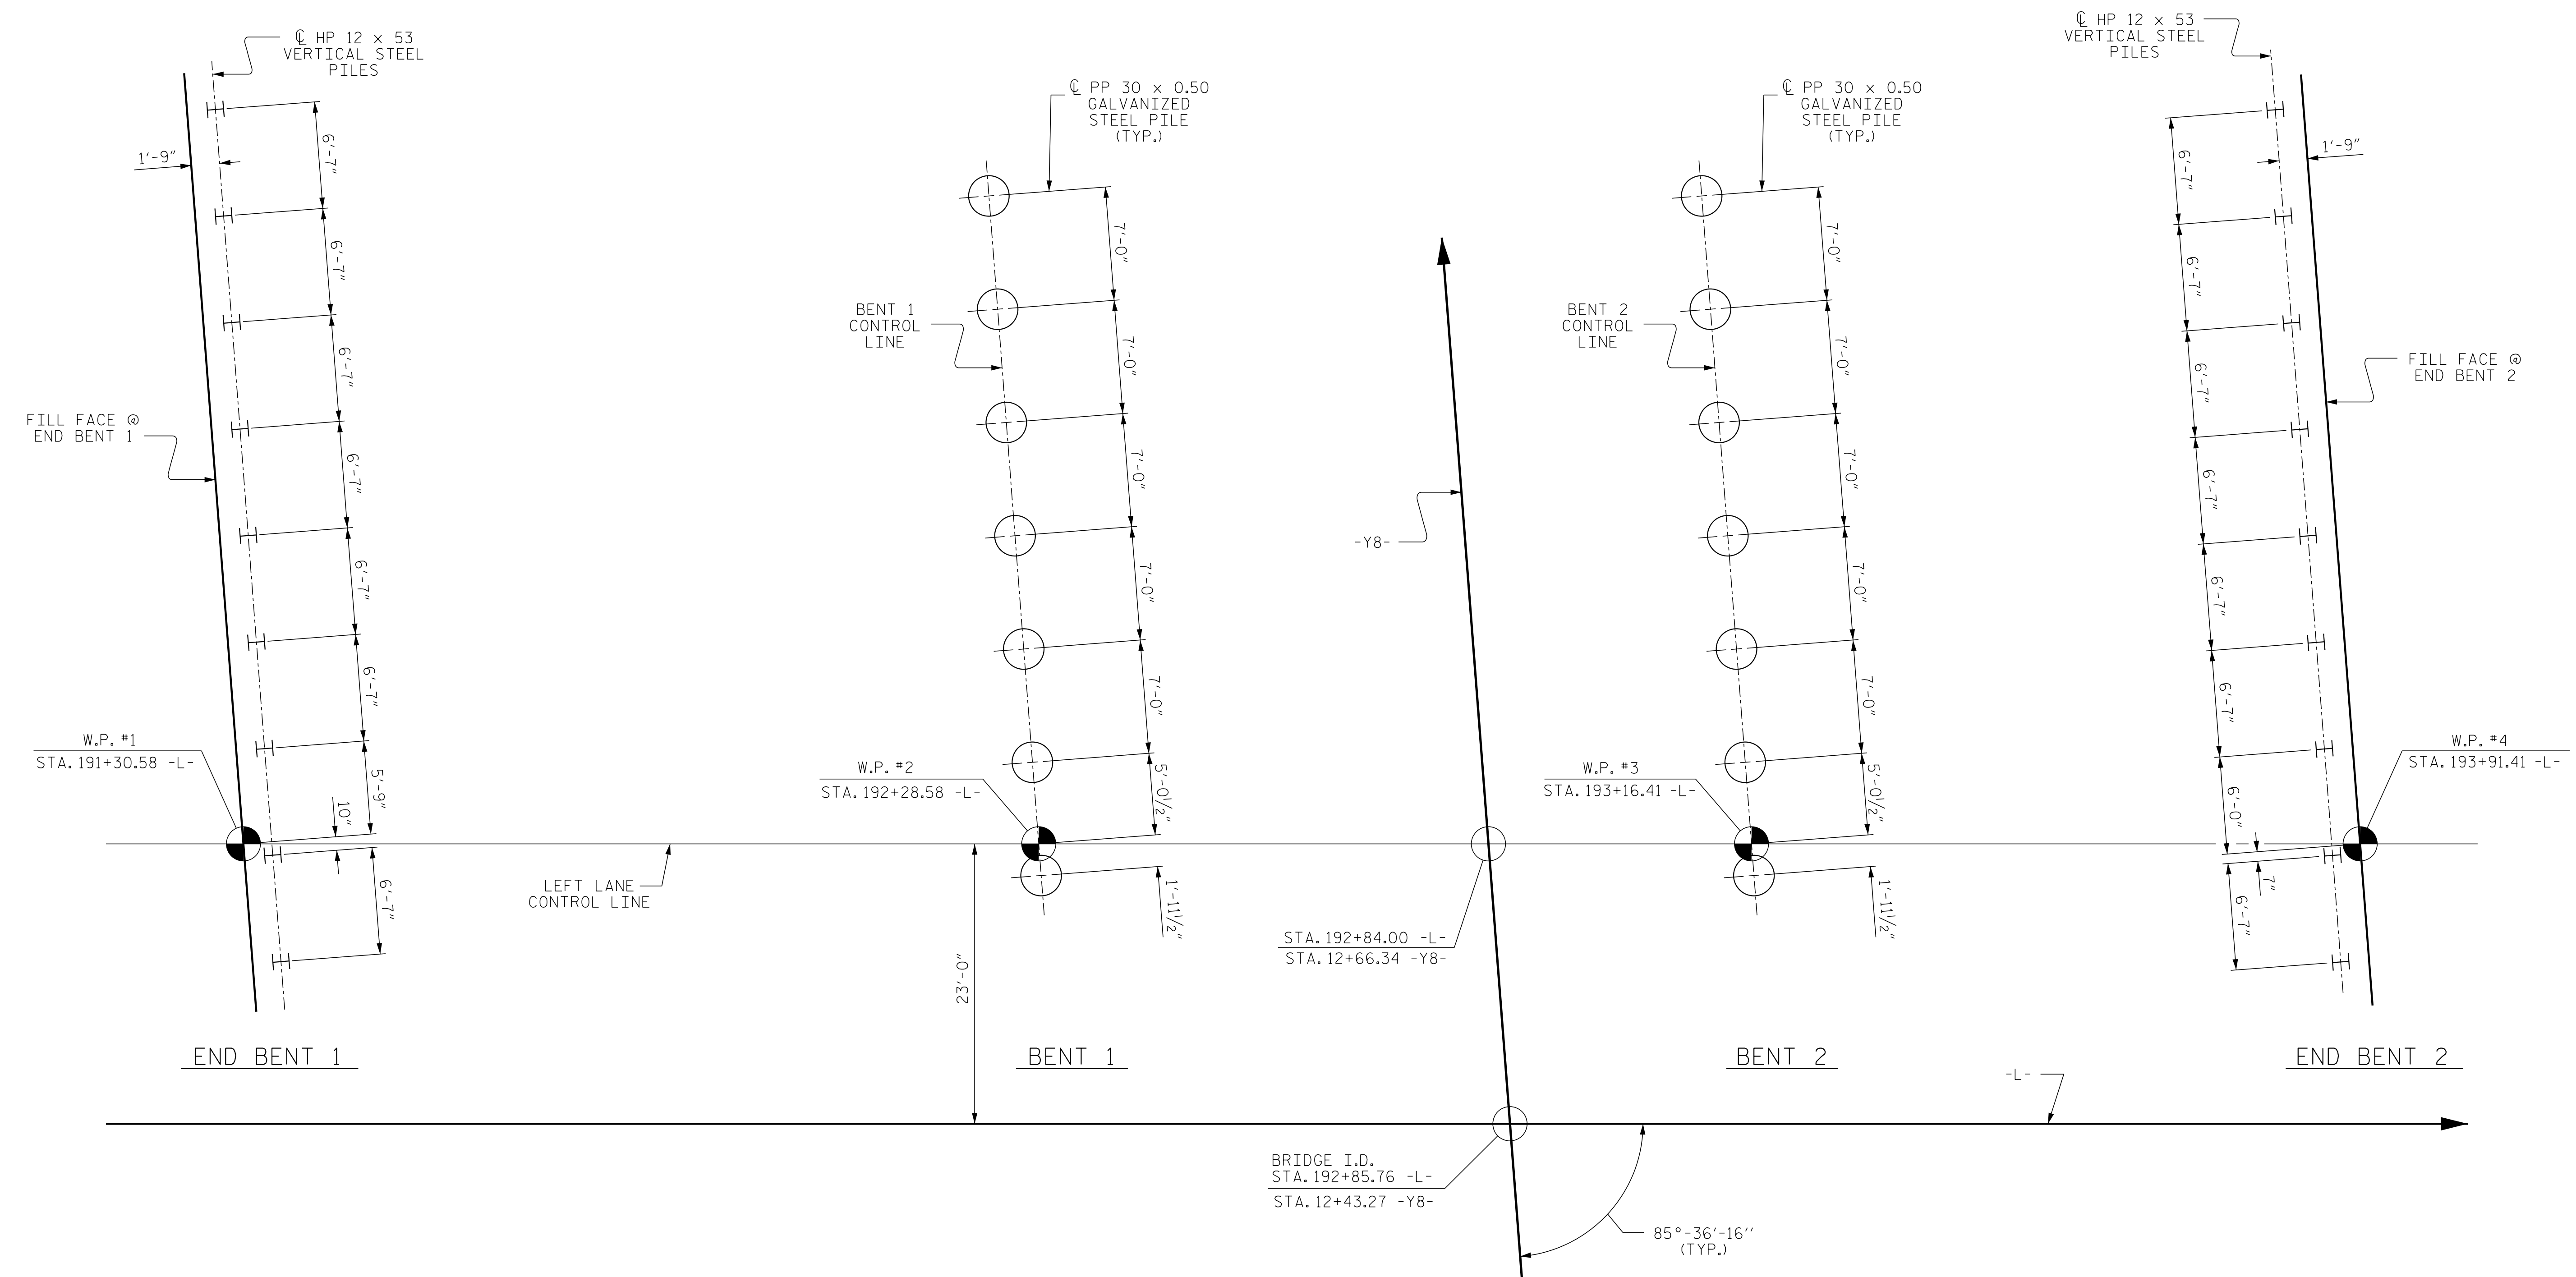 ℄ HP 12 x 53
VERTICAL STEEL
PILES
1'-9"
6'-7"
6'-7"
6'-7"
6'-7"
6'-7"
6'-7"
5'-9"
10"
6'-7"
FILL FACE @
END BENT 1
W.P. #1
STA. 191+30.58 -L-
END BENT 1
LEFT LANE
CONTROL LINE
℄ PP 30 x 0.50
GALVANIZED
STEEL PILE
(TYP.)
BENT 1
CONTROL
LINE
7'-0"
7'-0"
7'-0"
7'-0"
7'-0"
5'-0½"
1'-11½"
W.P. #2
STA. 192+28.58 -L-
23'-0"
BENT 1
-Y8-
STA. 192+84.00 -L-
STA. 12+66.34 -Y8-
BRIDGE I.D.
STA. 192+85.76 -L-
STA. 12+43.27 -Y8-
85°-36'-16''
(TYP.)
℄ PP 30 x 0.50
GALVANIZED
STEEL PILE
(TYP.)
BENT 2
CONTROL
LINE
7'-0"
7'-0"
7'-0"
7'-0"
7'-0"
5'-0½"
1'-11½"
W.P. #3
STA. 193+16.41 -L-
BENT 2
-L-
℄ HP 12 x 53
VERTICAL STEEL
PILES
1'-9"
6'-7"
6'-7"
6'-7"
6'-7"
6'-7"
6'-7"
6'-0"
7"
6'-7"
FILL FACE @
END BENT 2
W.P. #4
STA. 193+91.41 -L-
END BENT 2